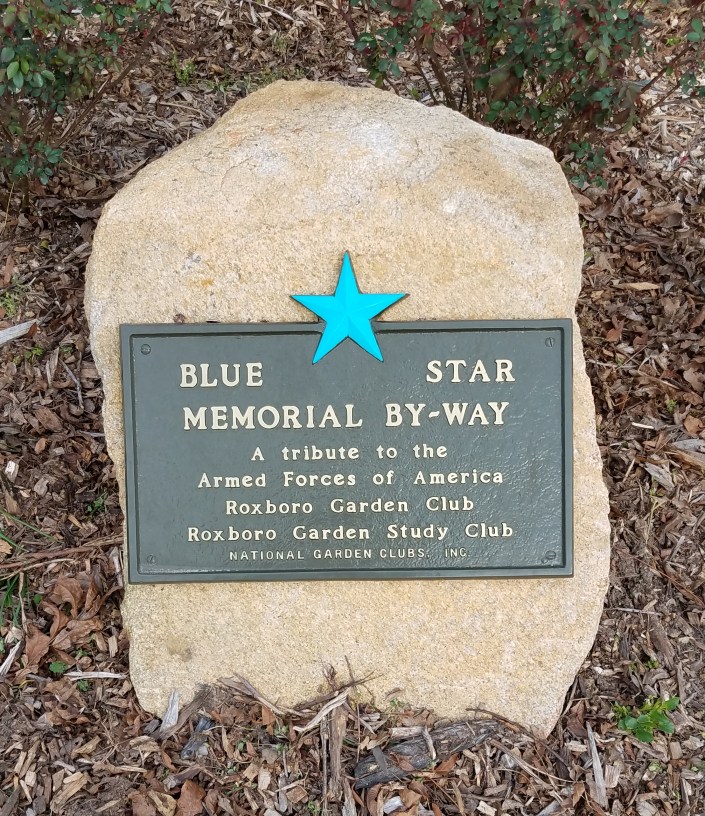 BLUE STAR
MEMORIAL BY-WAY
A tribute to the
Armed Forces of America
Roxboro Garden Club
Roxboro Garden Study Club
NATIONAL GARDEN CLUBS, INC.